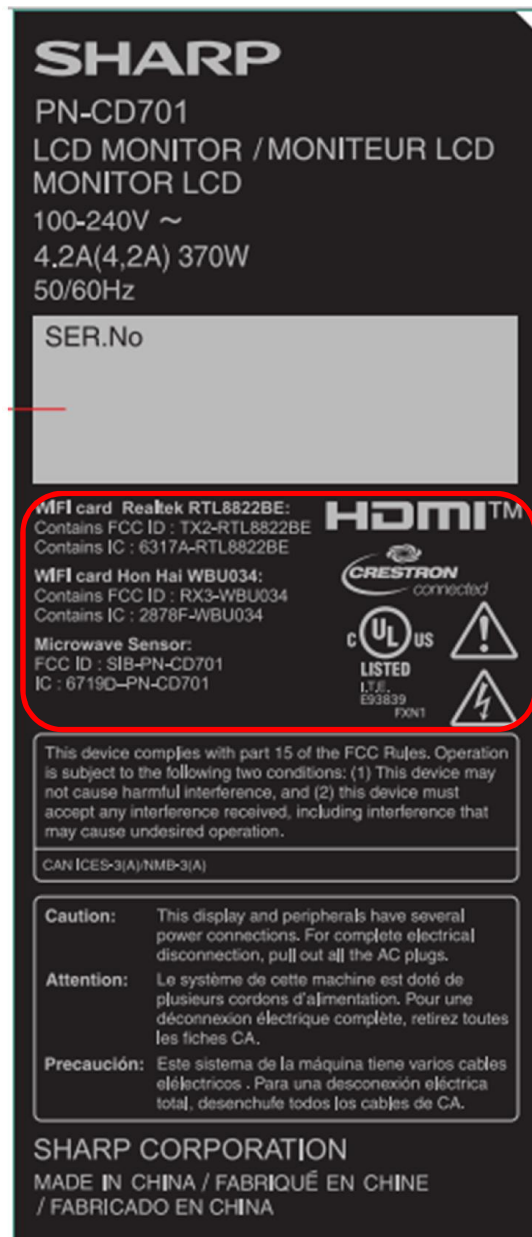 SHARP
PN-CD701
LCD MONITOR / MONITEUR LCD
MONITOR LCD
100-240V ~
4.2A(4,2A) 370W
50/60Hz
SER.No
WIFI card Realtek RTL8822BE:
Contains FCC ID : TX2-RTL8822BE
Contains IC : 6317A-RTL8822BE
WIFI card Hon Hai WBU034:
Contains FCC ID : RX3-WBU034
Contains IC : 2878F-WBU034
Microwave Sensor:
FCC ID : SIB-PN-CD701
IC : 6719D-PN-CD701
HDMI™
CRESTRON
connected
C UL US
LISTED
I.T.E.
E93839
FXN1
This device complies with part 15 of the FCC Rules. Operation
is subject to the following two conditions: (1) This device may
not cause harmful interference, and (2) this device must
accept any interference received, including interference that
may cause undesired operation.
CAN ICES-3(A)/NMB-3(A)
Caution: This display and peripherals have several
power connections. For complete electrical
disconnection, pull out all the AC plugs.
Attention: Le système de cette machine est doté de
plusieurs cordons d'alimentation. Pour une
déconnexion électrique complète, retirez toutes
les fiches CA.
Precaución: Este sistema de la máquina tiene varios cables
elélectricos . Para una desconexión eléctrica
total, desenchufe todos los cables de CA.
SHARP CORPORATION
MADE IN CHINA / FABRIQUÉ EN CHINE
/ FABRICADO EN CHINA